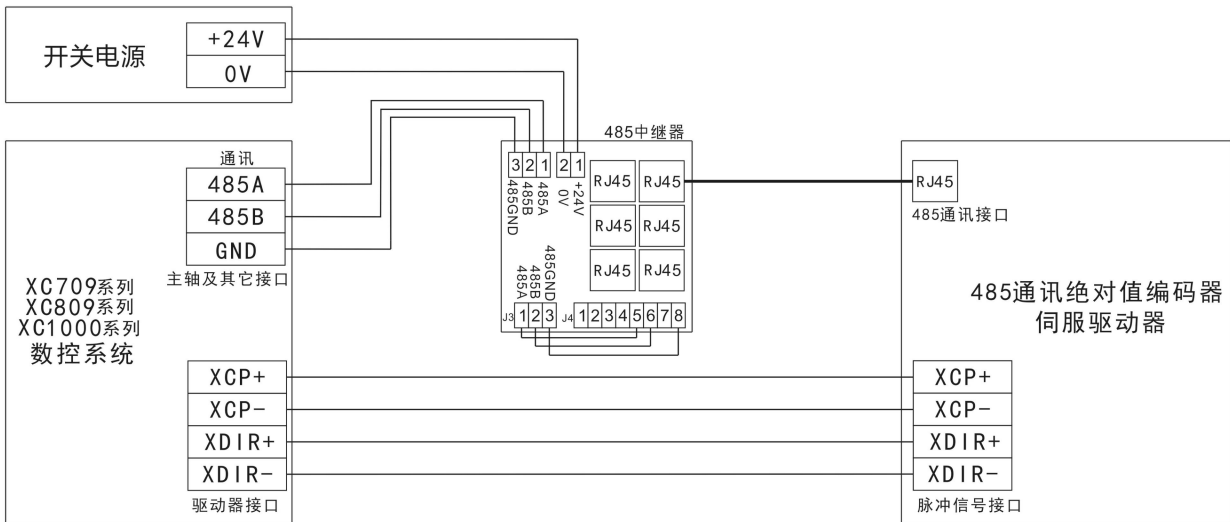 开关电源
+24V
0V
通讯
485A
485B
GND
主轴及其它接口
XC709系列
XC809系列
XC1000系列
数控系统
XCP+
XCP-
XDIR+
XDIR-
驱动器接口
485中继器
3 2 1 2 1
485GND
485B
485A
0V
+24V
RJ45 RJ45
RJ45 RJ45
RJ45 RJ45
485A
485B
485GND
J3 1 2 3
J4 1 2 3 4 5 6 7 8
RJ45
485通讯接口
485通讯绝对值编码器
伺服驱动器
XCP+
XCP-
XDIR+
XDIR-
脉冲信号接口